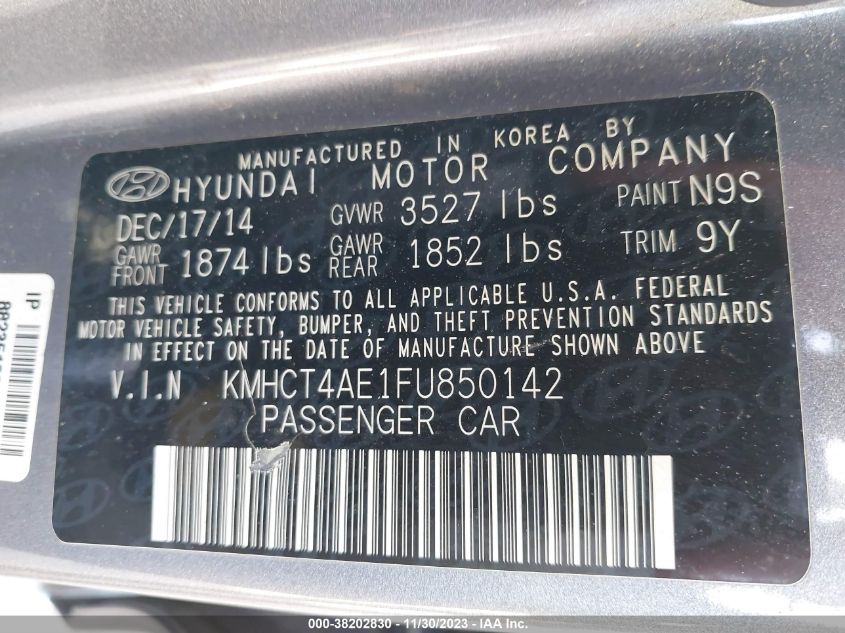 MANUFACTURED IN KOREA BY
HYUNDAI MOTOR COMPANY
DEC/17/14 GVWR 3527 lbs PAINT N9S
GAWR FRONT 1874 lbs GAWR REAR 1852 lbs TRIM 9Y
THIS VEHICLE CONFORMS TO ALL APPLICABLE U.S.A. FEDERAL
MOTOR VEHICLE SAFETY, BUMPER, AND THEFT PREVENTION STANDARDS
IN EFFECT ON THE DATE OF MANUFACTURE SHOWN ABOVE
V.I.N KMHCT4AE1FU850142
PASSENGER CAR
IP
000-38202830 - 11/30/2023 - IAA Inc.